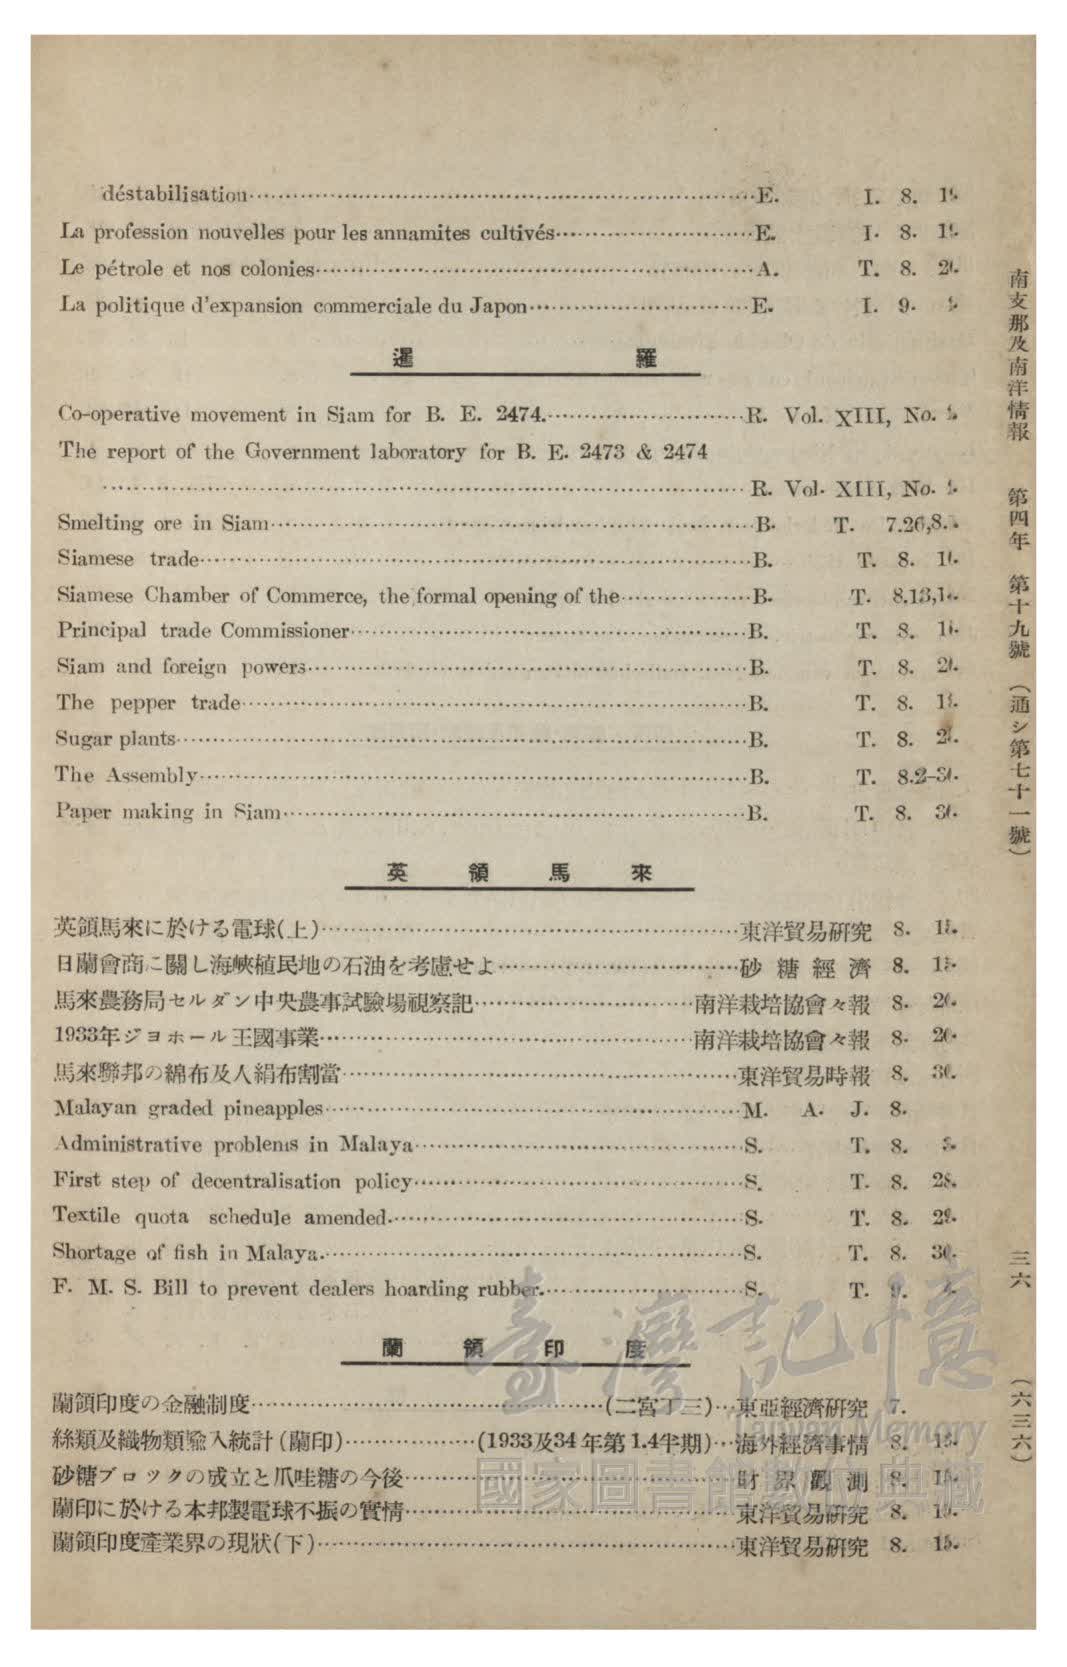 déstabilisation……E. I. 8.
La profession nouvelles pour les annamites cultivés……E. I. 8.
Le pétrole et nos colonies……A. T. 8.
La politique d'expansion commerciale du Japon……E. I. 9.
暹羅
Co-operative movement in Siam for B. E. 2474.……R. Vol. XIII, No.
The report of the Government laboratory for B. E. 2473 & 2474
……R. Vol. XIII, No.
Smelting ore in Siam……B. T. 7.26,8.
Siamese trade……B. T. 8.
Siamese Chamber of Commerce, the formal opening of the……B. T. 8.13,
Principal trade Commissioner……B. T. 8.
Siam and foreign powers……B. T. 8.
The pepper trade……B. T. 8.
Sugar plants……B. T. 8.
The Assembly……B. T.
Paper making in Siam……B. T. 8.
英領馬來
英領馬來に於ける電球(上)……東洋貿易研究 8.
日蘭會商に關し海峽植民地の石油を考慮せよ……砂糖經濟 8.
馬來農務局セルダン中央農事試驗場視察記……南洋栽培協會々報 8.
1933年ジヨホール王國事業……南洋栽培協會々報 8.
馬來聯邦の綿布及人絹布割當……東洋貿易時報 8.
Malayan graded pineapples……M. A. J. 8.
Administrative problems in Malaya……S. T. 8.
First step of decentralisation policy……S. T. 8. 28.
Textile quota schedule amended.……S. T. 8.
Shortage of fish in Malaya.……S. T. 8. 30.
F. M. S. Bill to prevent dealers hoarding rubber.……S. T. 9.
蘭領印度
蘭領印度の金融制度……(二宮丁三)…東亞經濟研究 7.
絲類及織物類輸入統計(蘭印)……(1933及34年第1.4半期)…海外經濟事情 8.
砂糖ブロツクの成立と爪哇糖の今後……財界觀測 8.
蘭印に於ける本邦製電球不振の實情……東洋貿易研究 8.
蘭領印度產業界の現狀(下)……東洋貿易研究 8. 15.
南支那及南洋情報 第四年 第十九號 (通シ第七十一號)
三六
(六三六)
臺灣記憶
Taiwan Memory
國家圖書館數位典藏